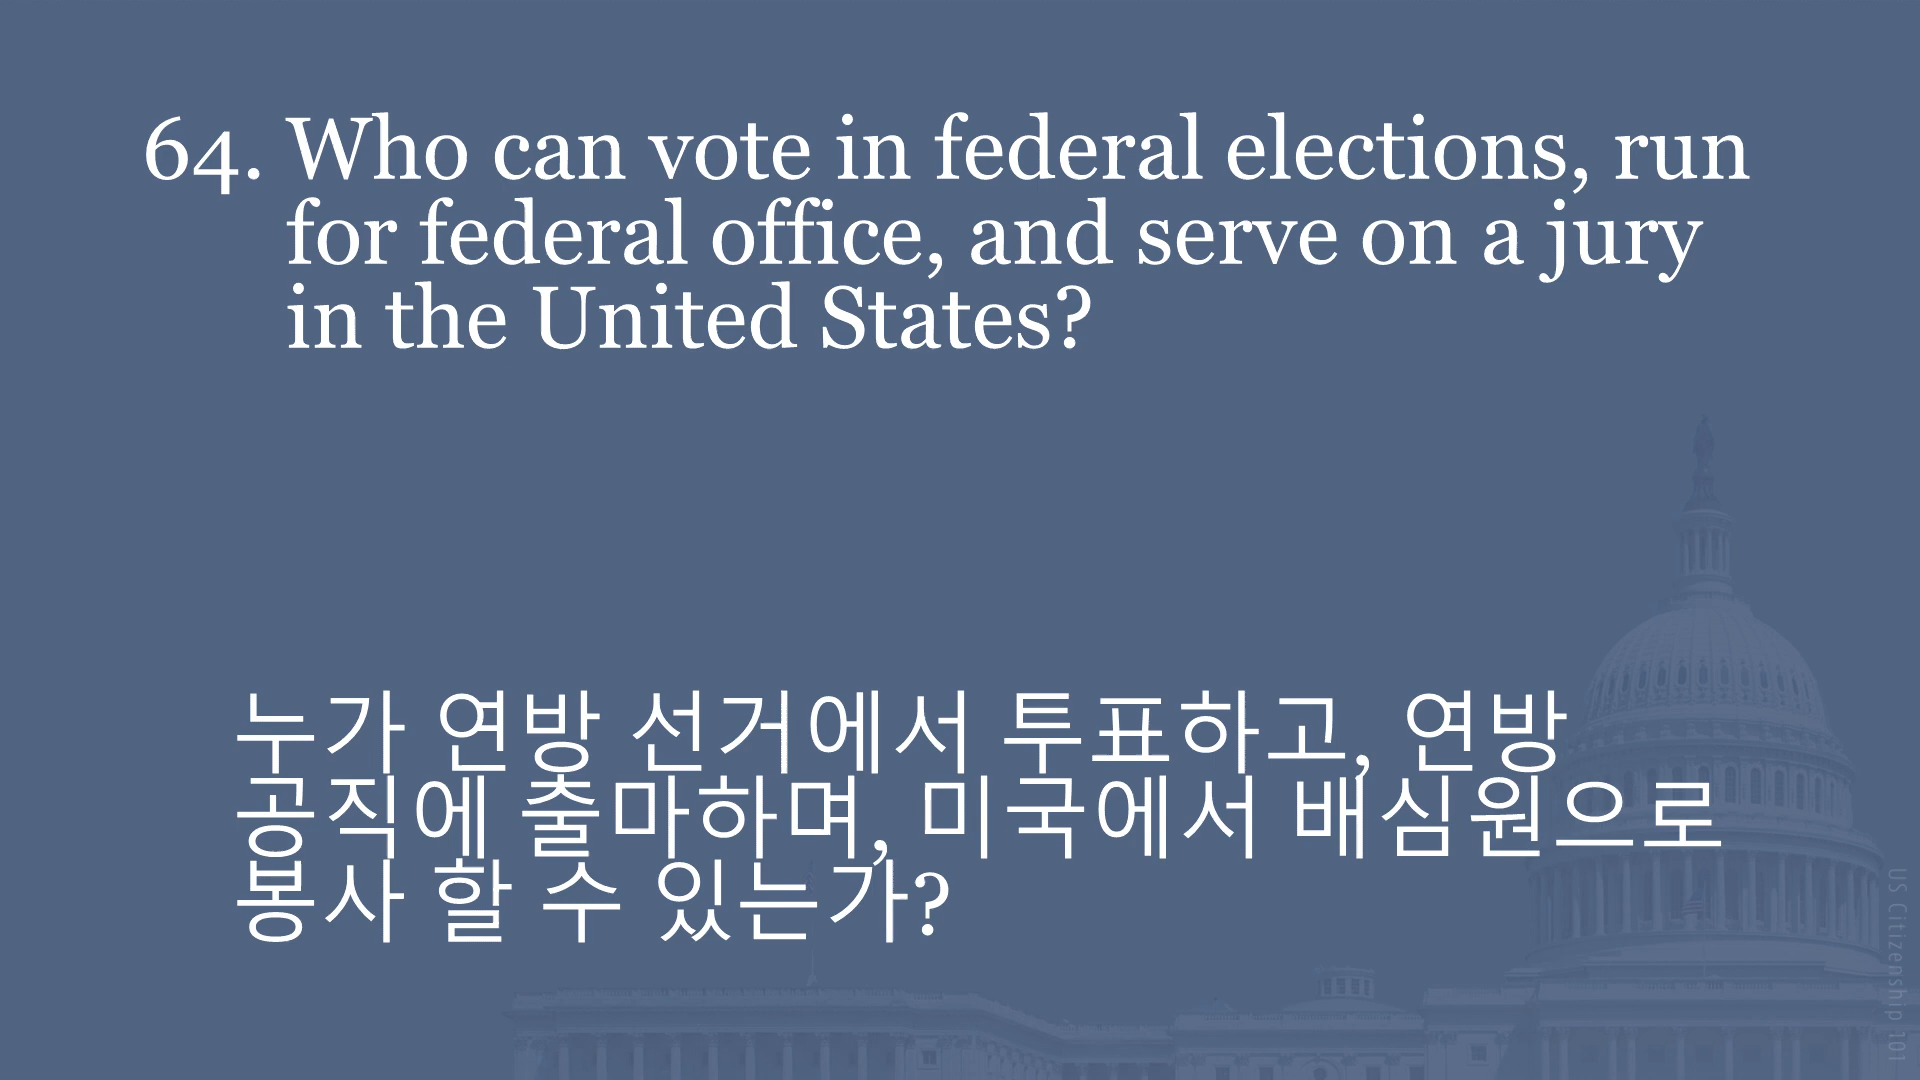 64. Who can vote in federal elections, run
for federal office, and serve on a jury
in the United States?
누가 연방 선거에서 투표하고, 연방
공직에 출마하며, 미국에서 배심원으로
봉사 할 수 있는가?
US Citizenship 101